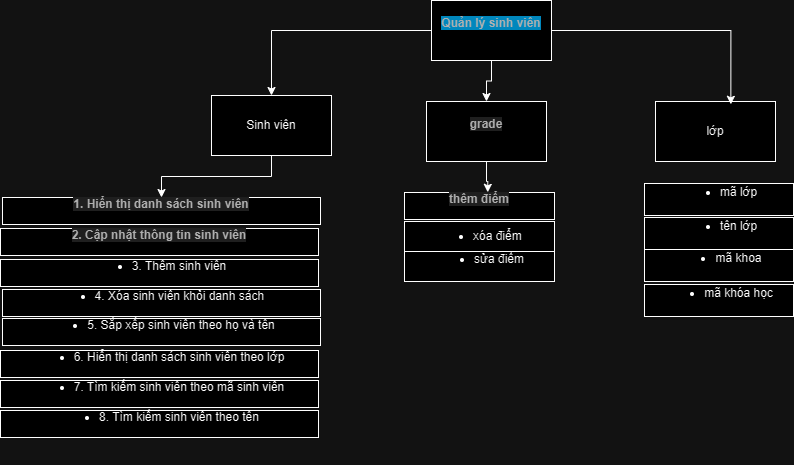 Quản lý sinh viên
Sinh viên
grade
lớp
1. Hiển thị danh sách sinh viên
2. Cập nhật thông tin sinh viên
3. Thêm sinh viên
4. Xóa sinh viên khỏi danh sách
5. Sắp xếp sinh viên theo họ và tên
6. Hiển thị danh sách sinh viên theo lớp
7. Tìm kiếm sinh viên theo mã sinh viên
8. Tìm kiếm sinh viên theo tên
thêm điểm
xóa điểm
sửa điểm
mã lớp
tên lớp
mã khoa
mã khóa học